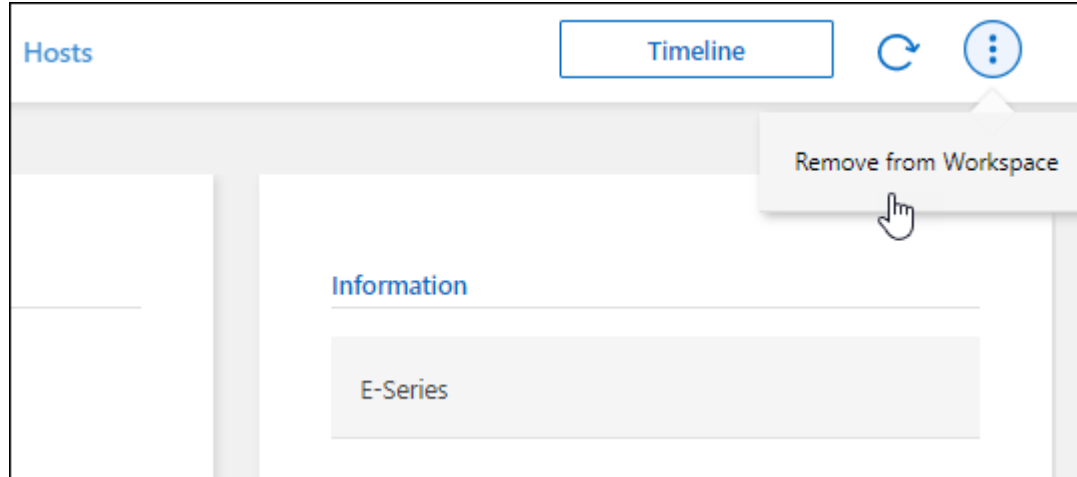 Hosts
Timeline
Remove from Workspace
Information
E-Series